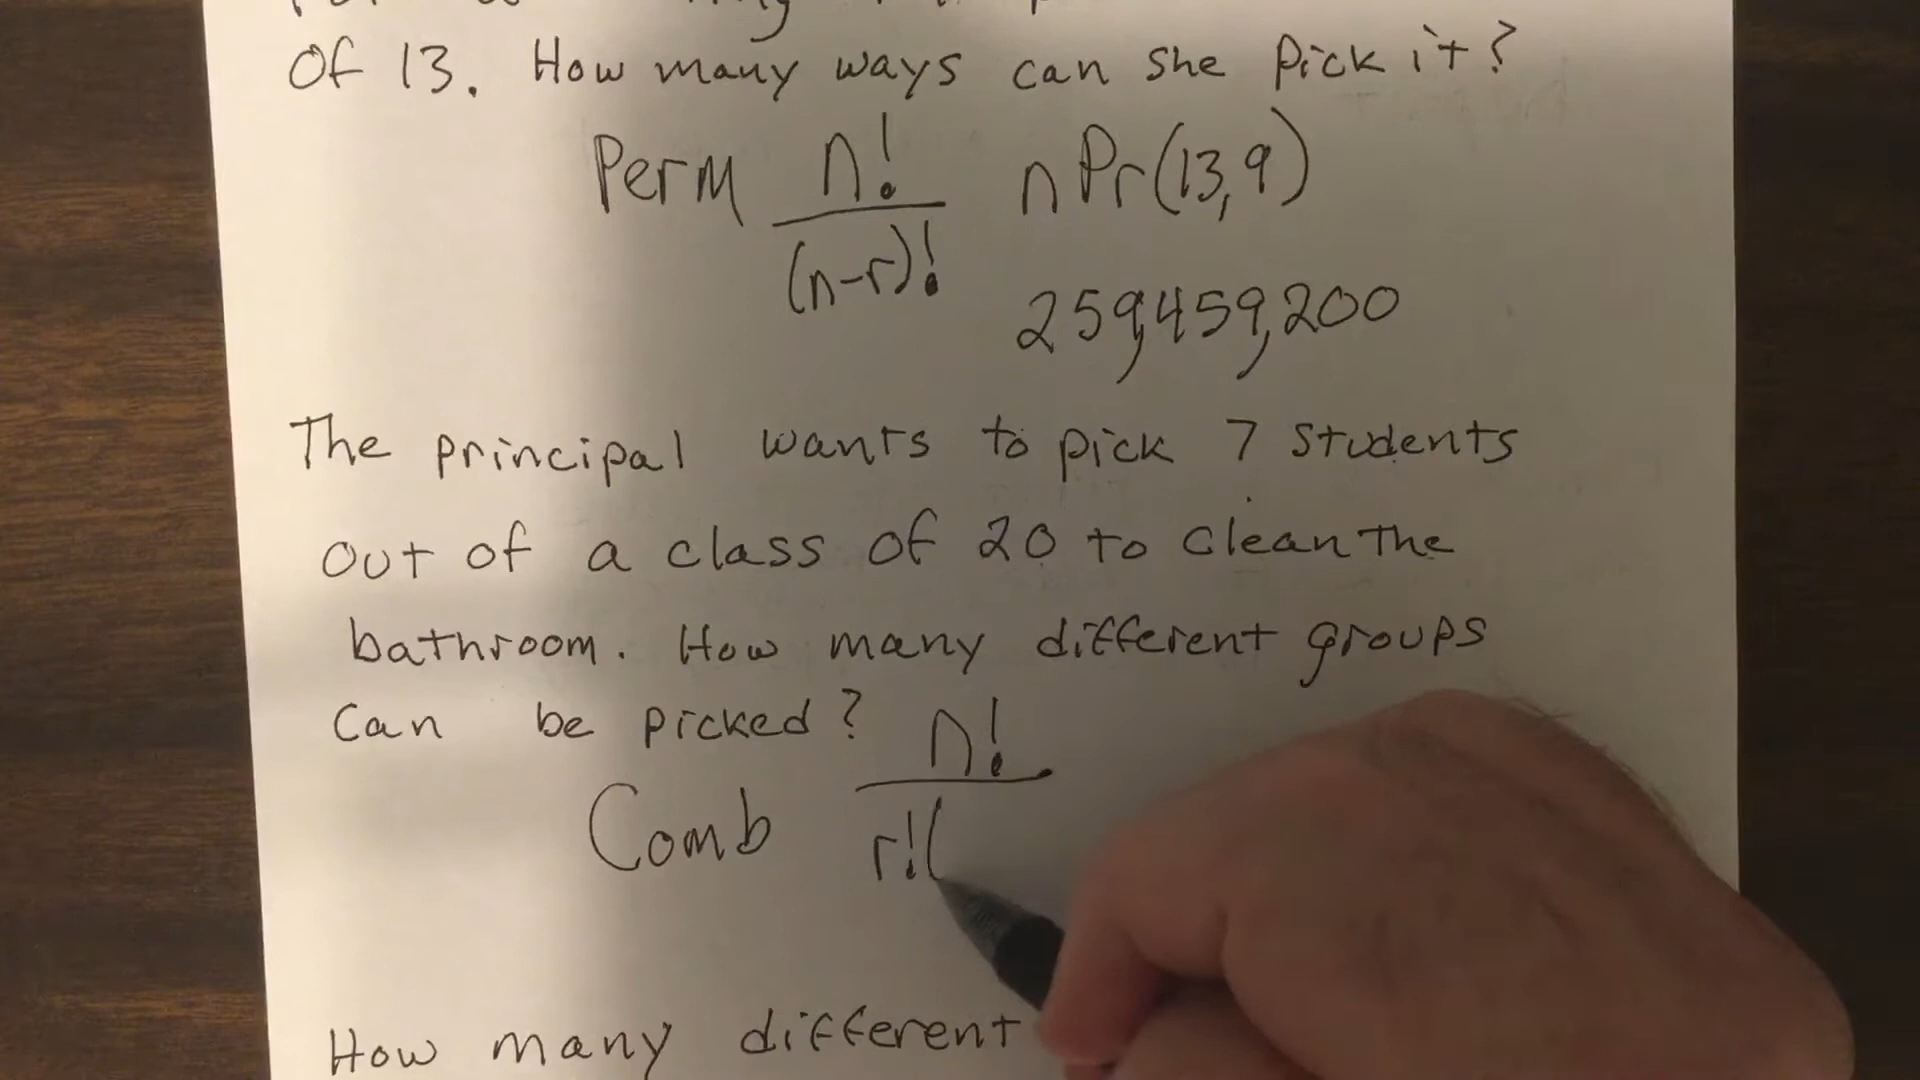 Of 13. How many ways can she pick it?
Perm n! nPr(13,9)
(n-r)!
259,459,200
The principal wants to pick 7 students
out of a class of 20 to clean the
bathroom. How many different groups
can be picked? n!
Comb r!(
How many different